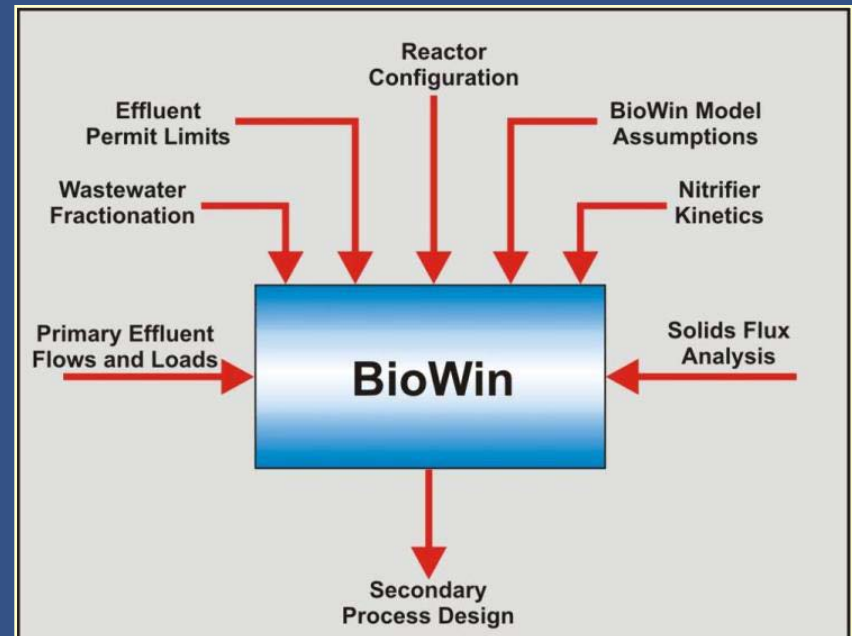 Reactor
Configuration
Effluent
Permit Limits
BioWin Model
Assumptions
Wastewater
Fractionation
Nitrifier
Kinetics
Primary Effluent
Flows and Loads
BioWin
Solids Flux
Analysis
Secondary
Process Design